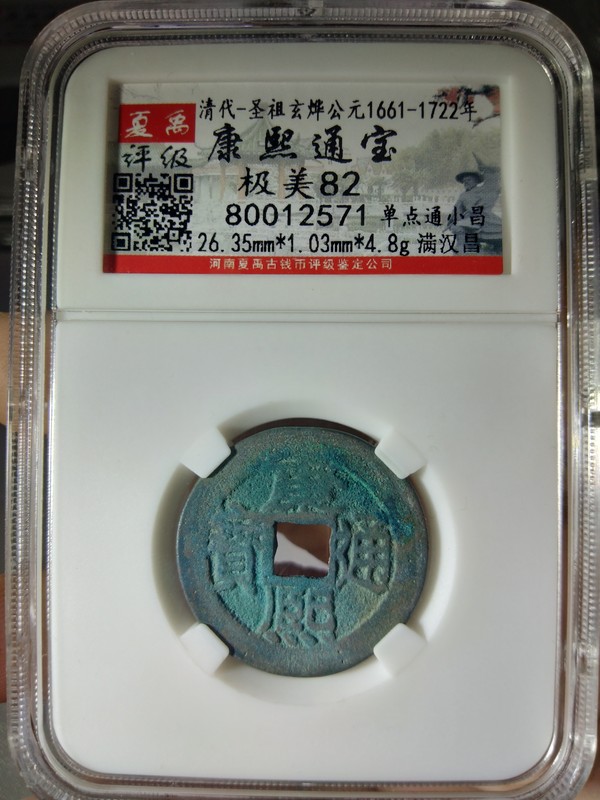 夏禹
评级
清代-圣祖玄烨公元1661-1722年
康熙通宝
极美82
80012571 单点通小昌
26.35mm*1.03mm*4.8g 满汉昌
河南夏禹古钱币评级鉴定公司
康
寶 通
熙